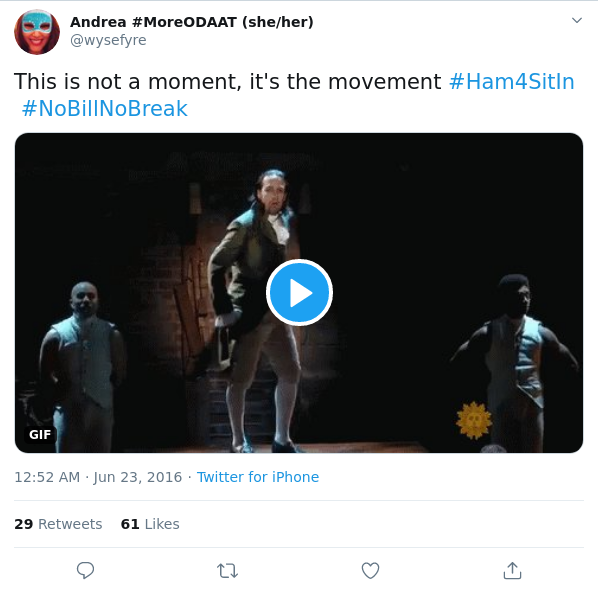 Andrea #MoreODAAT (she/her)
@wysefyre
This is not a moment, it's the movement #Ham4SitIn
#NoBillNoBreak
GIF
12:52 AM · Jun 23, 2016 · Twitter for iPhone
29 Retweets 61 Likes